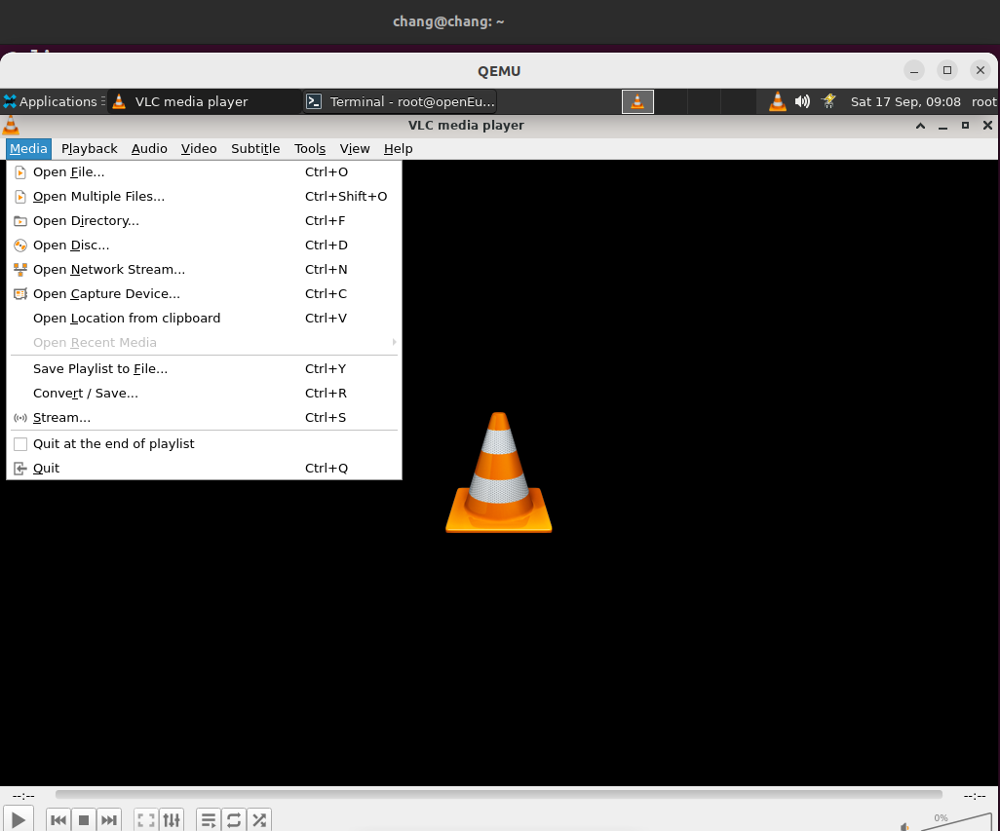 chang@chang: ~
QEMU
Applications VLC media player Terminal - root@openEu... Sat 17 Sep, 09:08 root
VLC media player
Media Playback Audio Video Subtitle Tools View Help
Open File... Ctrl+O
Open Multiple Files... Ctrl+Shift+O
Open Directory... Ctrl+F
Open Disc... Ctrl+D
Open Network Stream... Ctrl+N
Open Capture Device... Ctrl+C
Open Location from clipboard Ctrl+V
Open Recent Media
Save Playlist to File... Ctrl+Y
Convert / Save... Ctrl+R
Stream... Ctrl+S
Quit at the end of playlist
Quit Ctrl+Q
--:-- --:--
0%